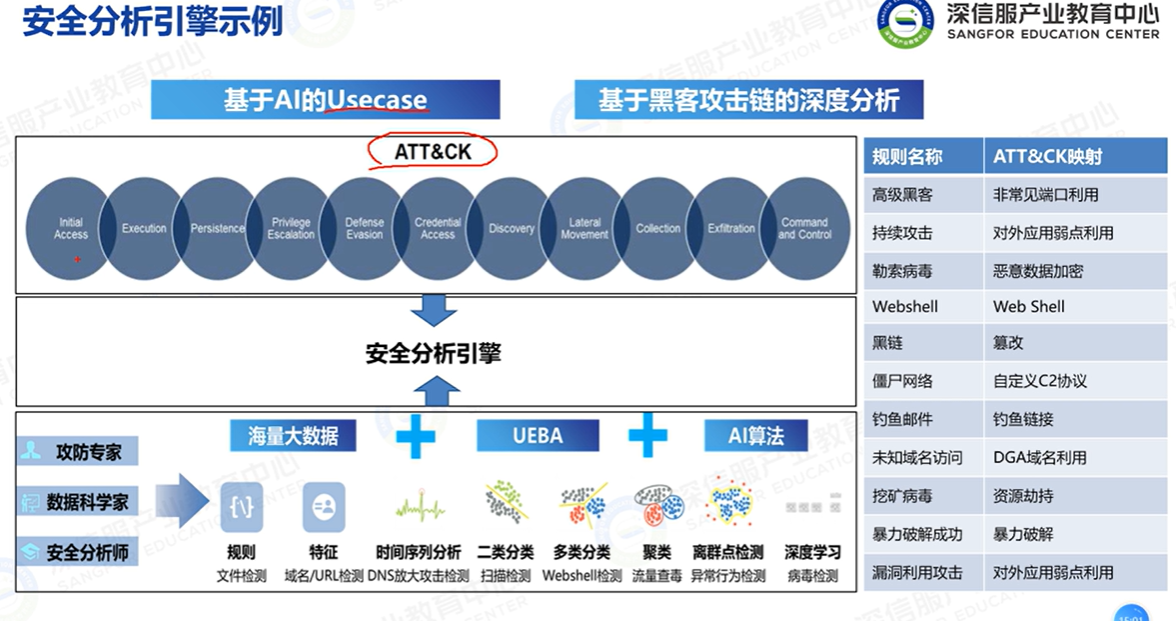 安全分析引擎示例
深信服产业教育中心
SANGFOR EDUCATION CENTER
基于AI的Usecase
基于黑客攻击链的深度分析
ATT&CK
Initial
Access
Execution
Persistence
Privilege
Escalation
Defense
Evasion
Credential
Access
Discovery
Lateral
Movement
Collection
Exfiltration
Command
and Control
安全分析引擎
海量大数据
UEBA
AI算法
攻防专家
数据科学家
安全分析师
{\}
规则 特征 时间序列分析 二类分类 多类分类 聚类 离群点检测 深度学习
文件检测 域名/URL检测 DNS放大攻击检测 扫描检测 Webshell检测 流量查毒 异常行为检测 病毒检测
规则名称 ATT&CK映射
高级黑客 非常见端口利用
持续攻击 对外应用弱点利用
勒索病毒 恶意数据加密
Webshell Web Shell
黑链 篡改
僵尸网络 自定义C2协议
钓鱼邮件 钓鱼链接
未知域名访问 DGA域名利用
挖矿病毒 资源劫持
暴力破解成功 暴力破解
漏洞利用攻击 对外应用弱点利用